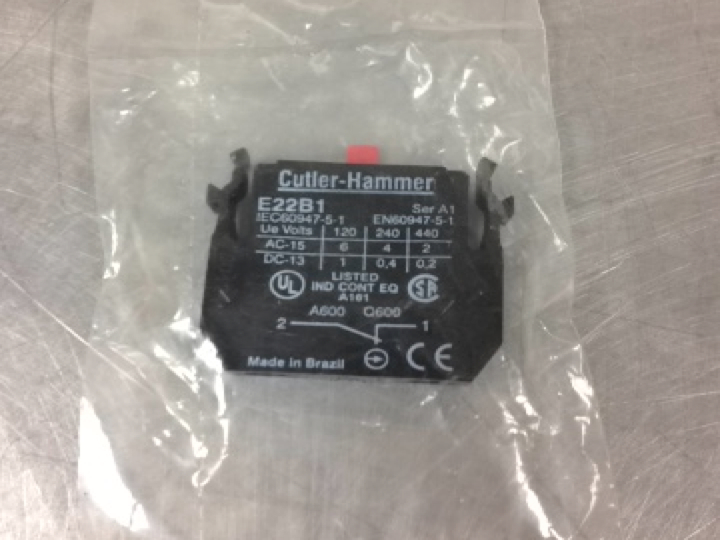 Cutler-Hammer
E22B1 Ser A1
IEC60947-5-1 EN60947-5-1
Ue Volts 120 240 440
AC-15 6 4 2
DC-13 1 0,4 0,2
UL LISTED SA
IND CONT EQ
A161
A600 Q600
2 1
Made in Brazil CE